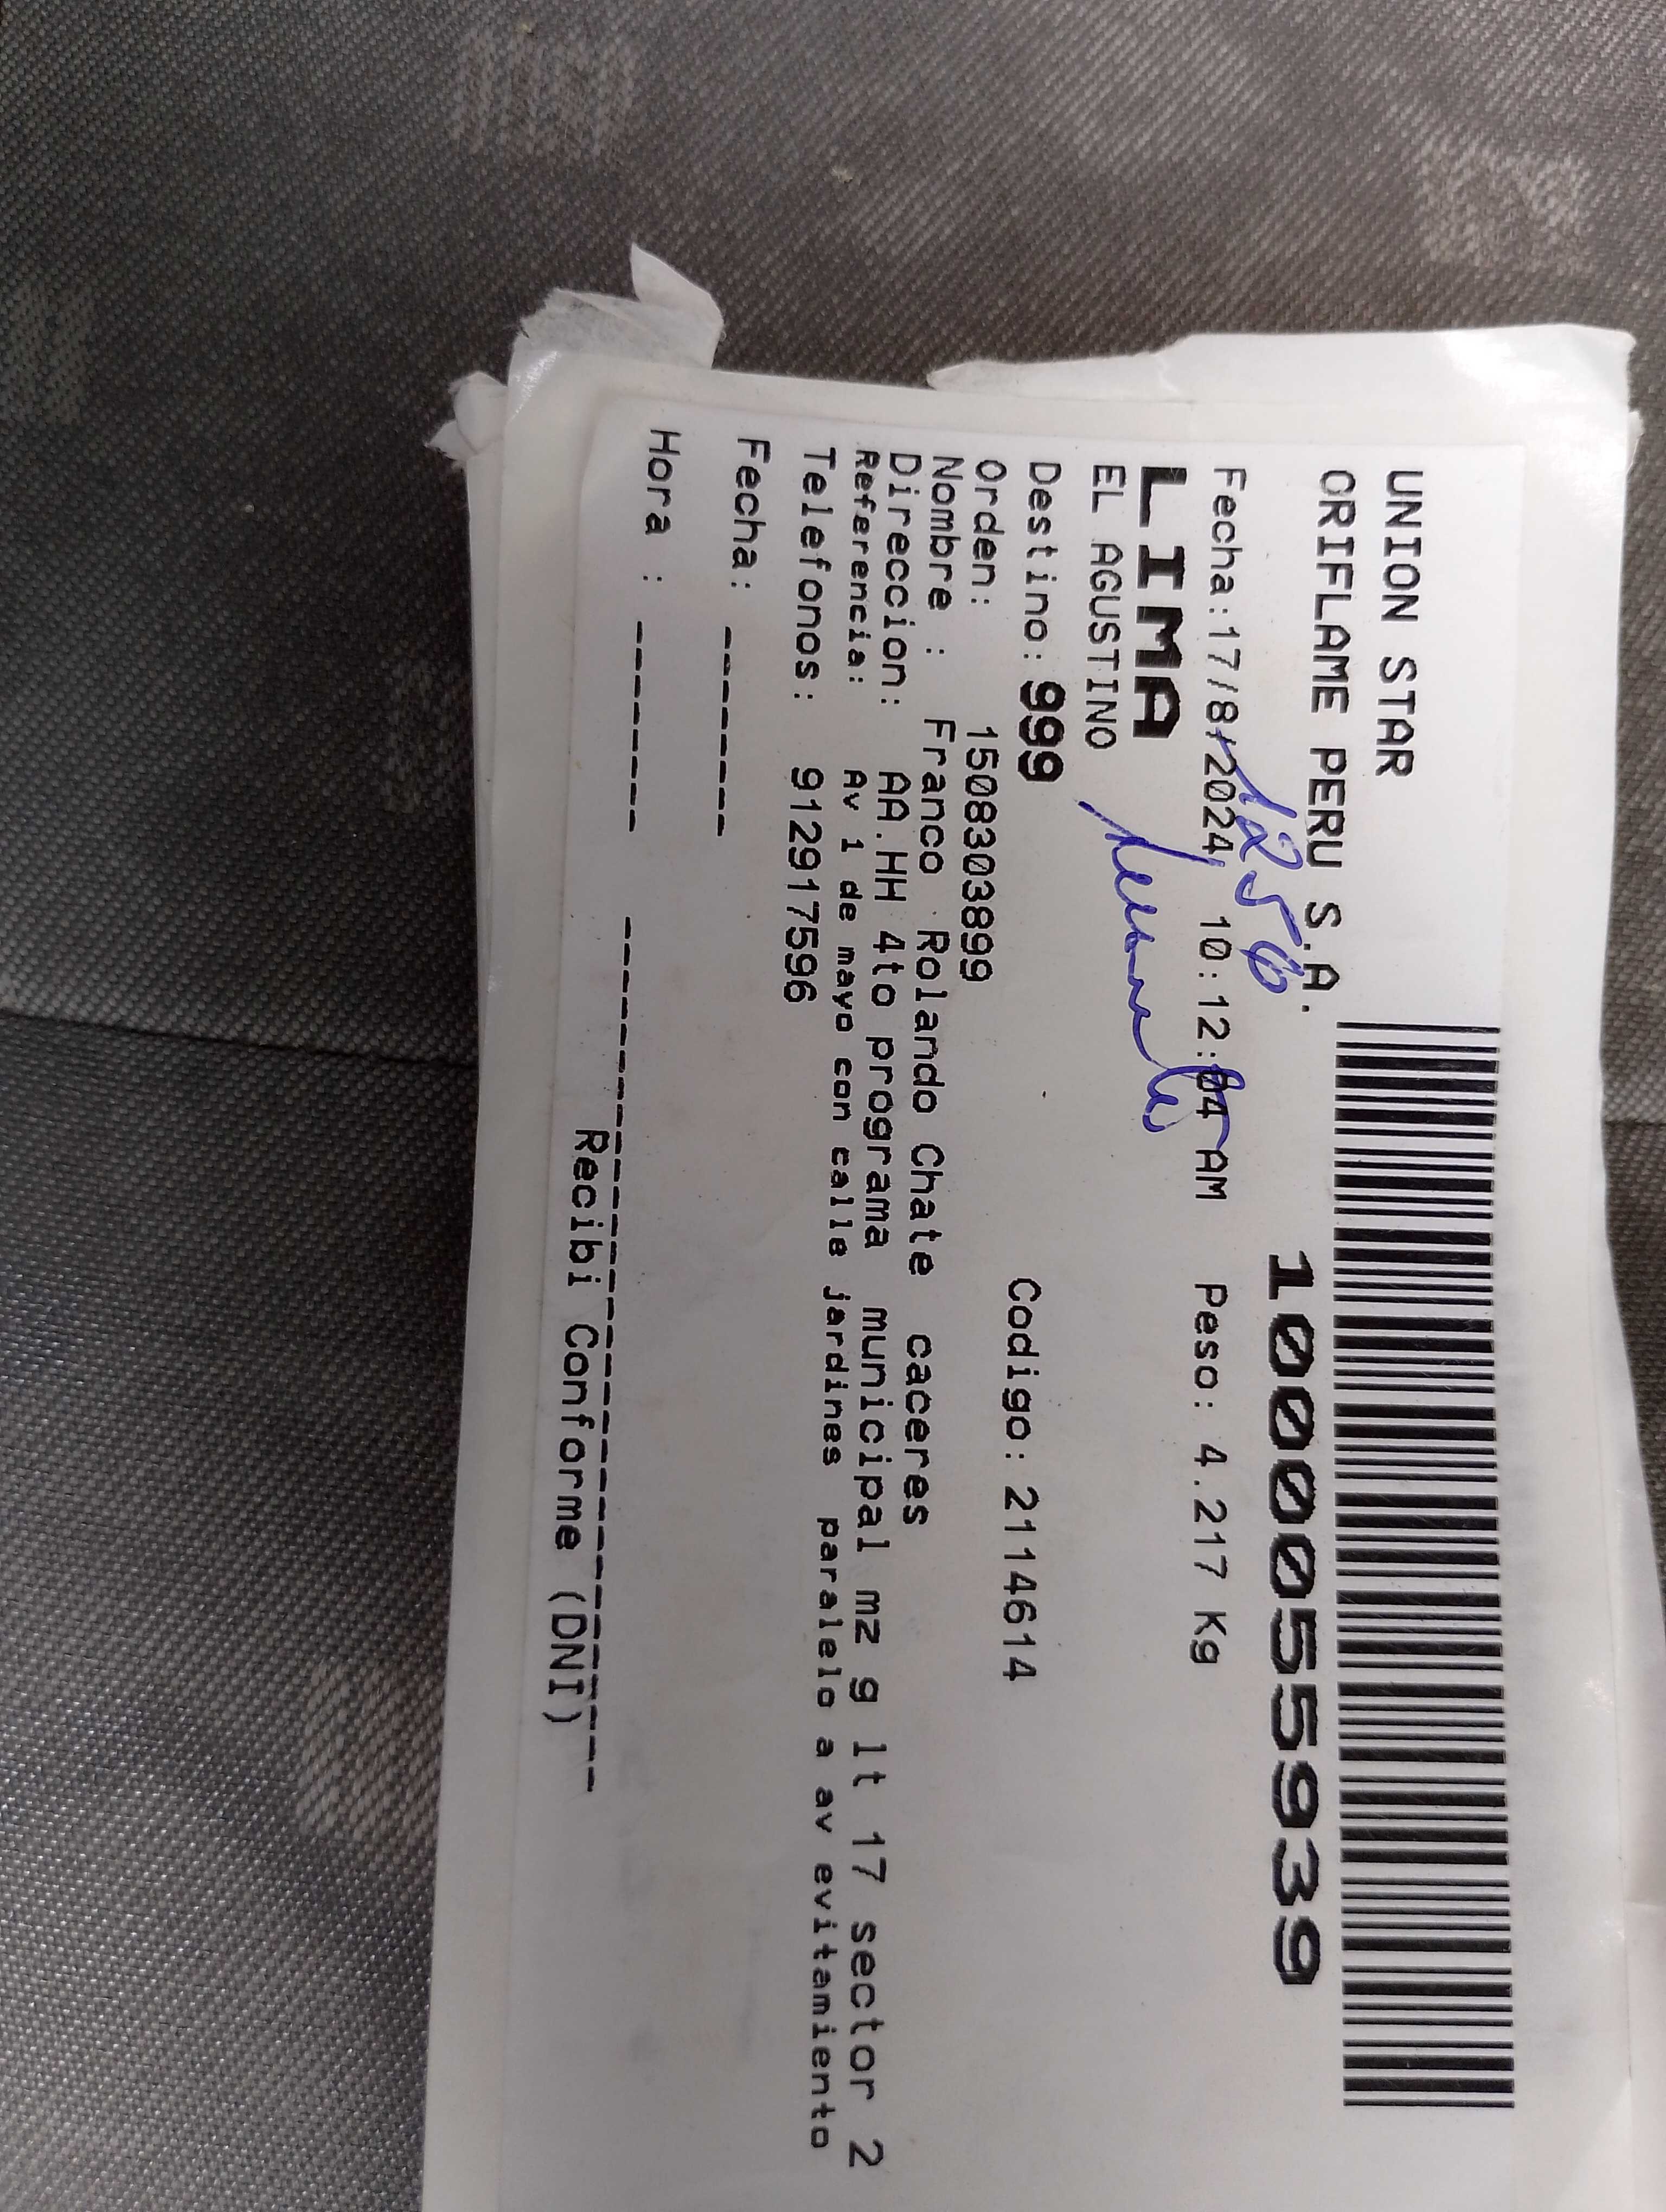 UNION STAR
ORIFLAME PERU S.A.
1256
1000055939
Fecha:17/8/2024 10:12:04 AM Peso: 4.217 Kg
LIMA
EL AGUSTINO
Destino: 999 Codigo: 2114614
Orden: 1508303899
Nombre : Franco Rolando Chate caceres
Direccion: AA.HH 4to programa municipal mz g lt 17 sector 2
Referencia: Av 1 de mayo con calle jardines paralelo a av evitamiento
Telefonos: 912917596
Fecha: -------
Hora : -------
Recibi Conforme (DNI)